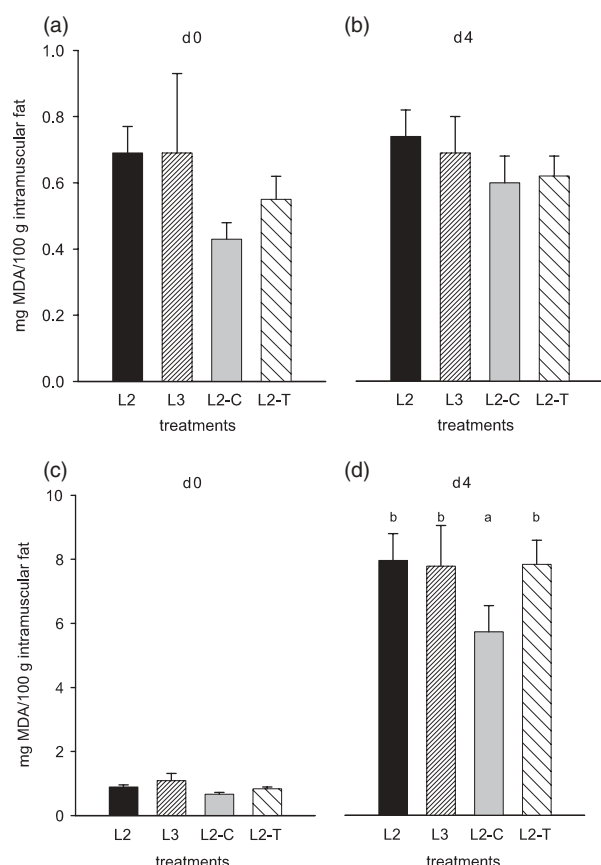 (a)
d0
(b)
d4
mg MDA/100 g intramuscular fat
1.0
0.8
0.6
0.4
0.2
0.0
L2 L3 L2-C L2-T
treatments
L2 L3 L2-C L2-T
treatments
(c)
d0
(d)
d4
mg MDA/100 g intramuscular fat
10
8
6
4
2
0
b b a b
L2 L3 L2-C L2-T
treatments
L2 L3 L2-C L2-T
treatments